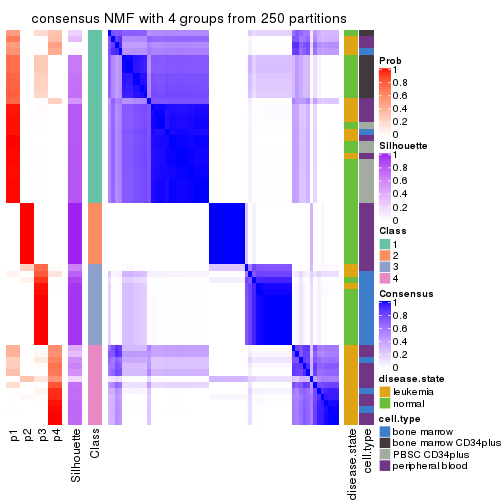 consensus NMF with 4 groups from 250 partitions
Prob
1
0.8
0.6
0.4
0.2
0
Silhouette
1
0.8
0.6
0.4
0.2
0
Class
1
2
3
4
Consensus
1
0.8
0.6
0.4
0.2
0
disease.state
leukemia
normal
cell.type
bone marrow
bone marrow CD34plus
PBSC CD34plus
peripheral blood
p1
p2
p3
p4
Silhouette
Class
disease.state
cell.type